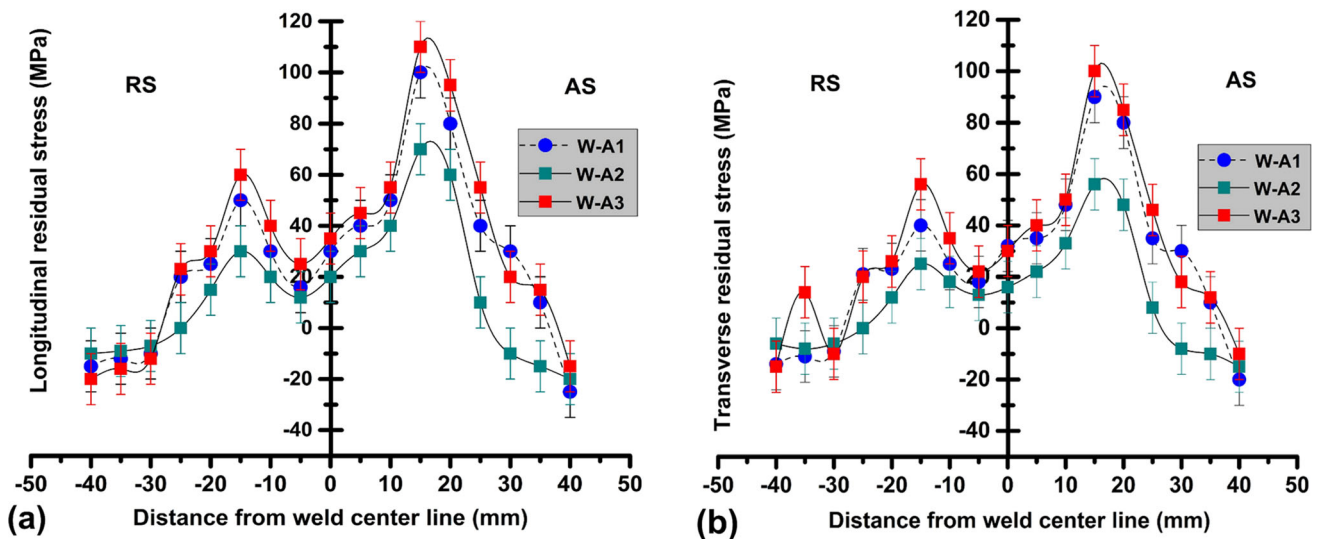 120
100
80
60
40
20
0
-20
-40
Longitudinal residual stress (MPa)
RS
AS
W-A1
W-A2
W-A3
-50 -40 -30 -20 -10 0 10 20 30 40 50
Distance from weld center line (mm)
(a)
120
100
80
60
40
20
0
-20
-40
Transverse residual stress (MPa)
RS
AS
W-A1
W-A2
W-A3
-50 -40 -30 -20 -10 0 10 20 30 40 50
Distance from weld center line (mm)
(b)